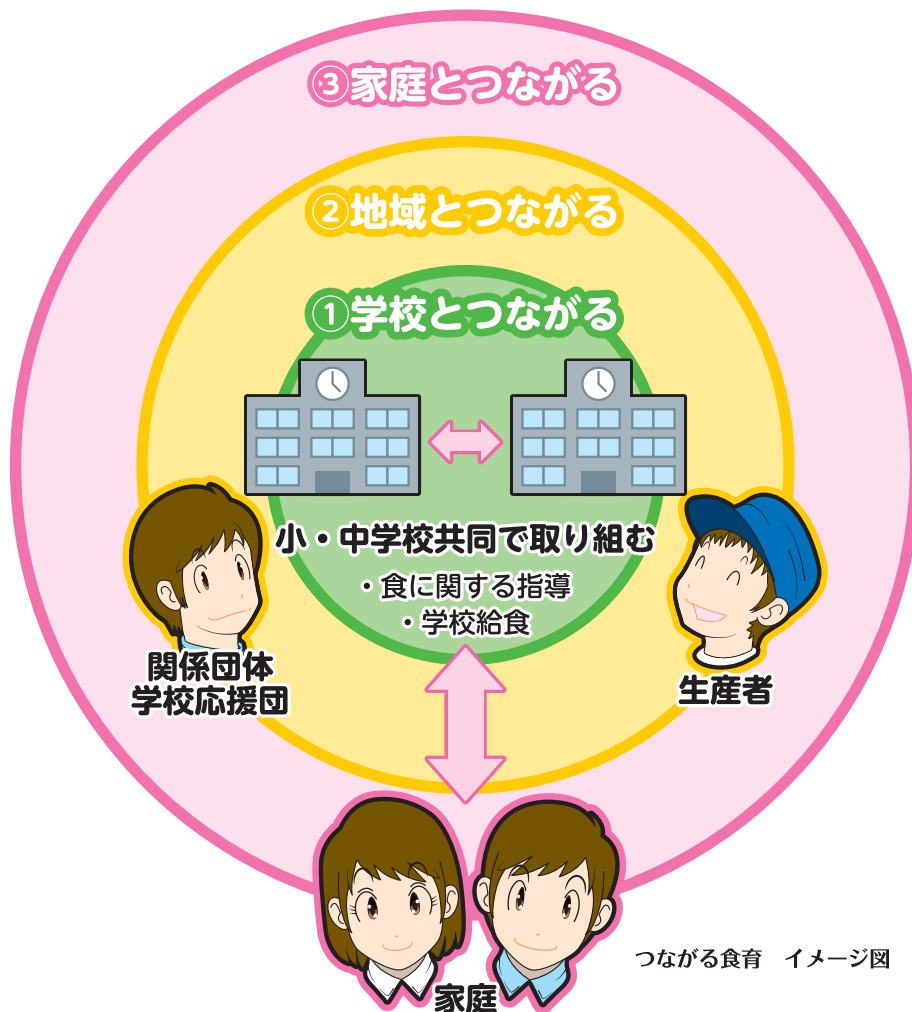 ③家庭とつながる
②地域とつながる
①学校とつながる
小・中学校共同で取り組む
・食に関する指導
・学校給食
関係団体
学校応援団
生産者
つながる食育　イメージ図
家庭